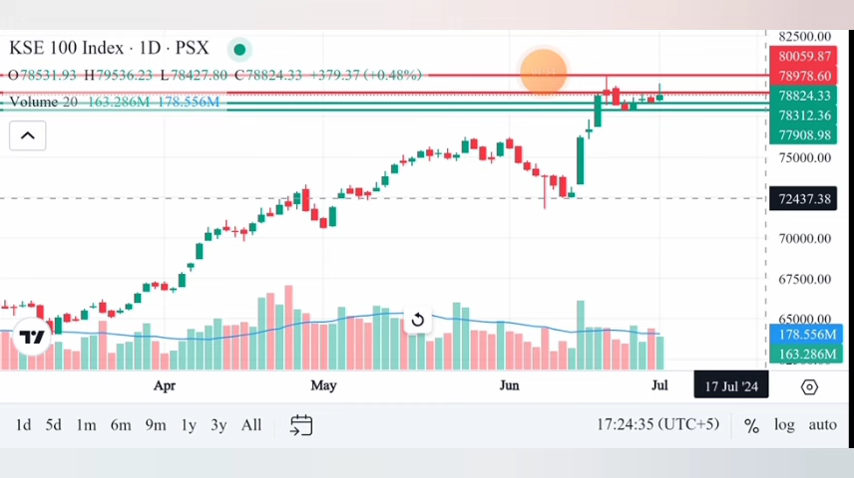 KSE 100 Index · 1D · PSX
O78531.93 H79536.23 L78427.80 C78824.33 +379.37 (+0.48%)
Volume 20 163.286M 178.556M
82500.00
80059.87
78978.60
78824.33
78312.36
77908.98
75000.00
72437.38
70000.00
67500.00
65000.00
178.556M
163.286M
Apr May Jun Jul 17 Jul '24
1d 5d 1m 6m 9m 1y 3y All 17:24:35 (UTC+5) % log auto